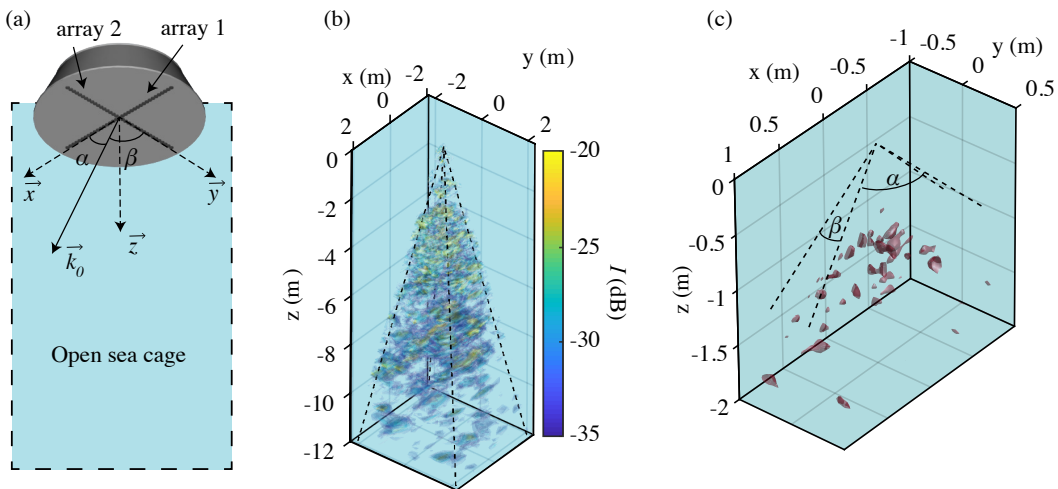 (a)
array 2
array 1
α
β
x
y
z
k₀
Open sea cage
(b)
x (m)
y (m)
-2
0
2
-2
0
2
0
-2
-4
-6
-8
-10
-12
z (m)
-20
-25
-30
-35
I (dB)
(c)
x (m)
y (m)
-1
-0.5
0
0.5
1
-0.5
0
0.5
0
-0.5
-1
-1.5
-2
z (m)
α
β